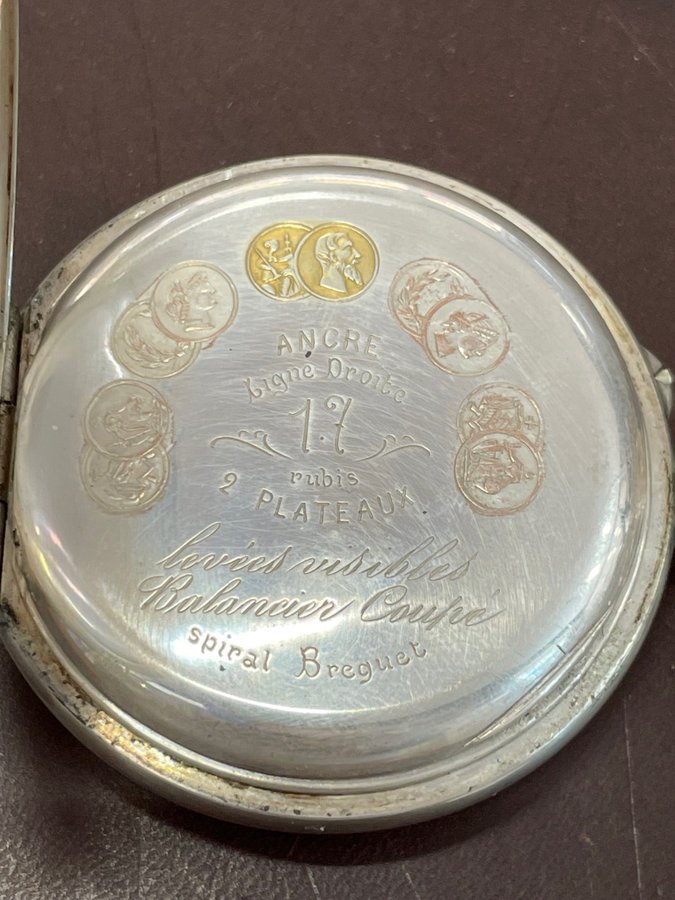 ANCRE
Ligne Droite
17
rubis
2 PLATEAUX
levées visibles
Balancier Coupé
spiral Breguet